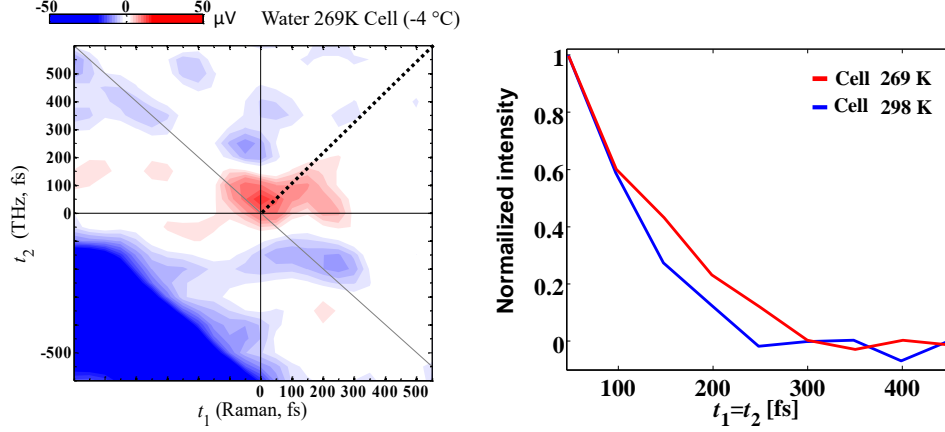 -50 0 50 μV Water 269K Cell (-4 °C)
500
400
300
200
100
0
-500
t2 (THz, fs)
0 100 200 300 400 500
t1 (Raman, fs)
1
0.8
0.6
0.4
0.2
0
Normailized intensity
Cell 269 K
Cell 298 K
100 200 300 400
t1=t2 [fs]